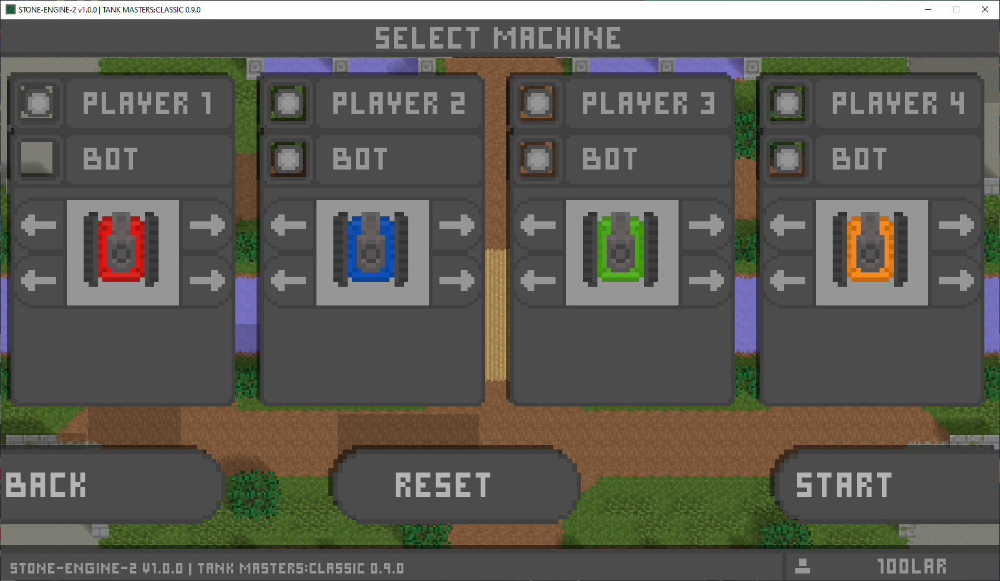 STONE-ENGINE-2 v1.0.0 | TANK MASTERS:CLASSIC 0.9.0
SELECT MACHINE
PLAYER 1
BOT
PLAYER 2
BOT
PLAYER 3
BOT
PLAYER 4
BOT
BACK
RESET
START
STONE-ENGINE-2 V1.0.0 | TANK MASTERS:CLASSIC 0.9.0
100LAR